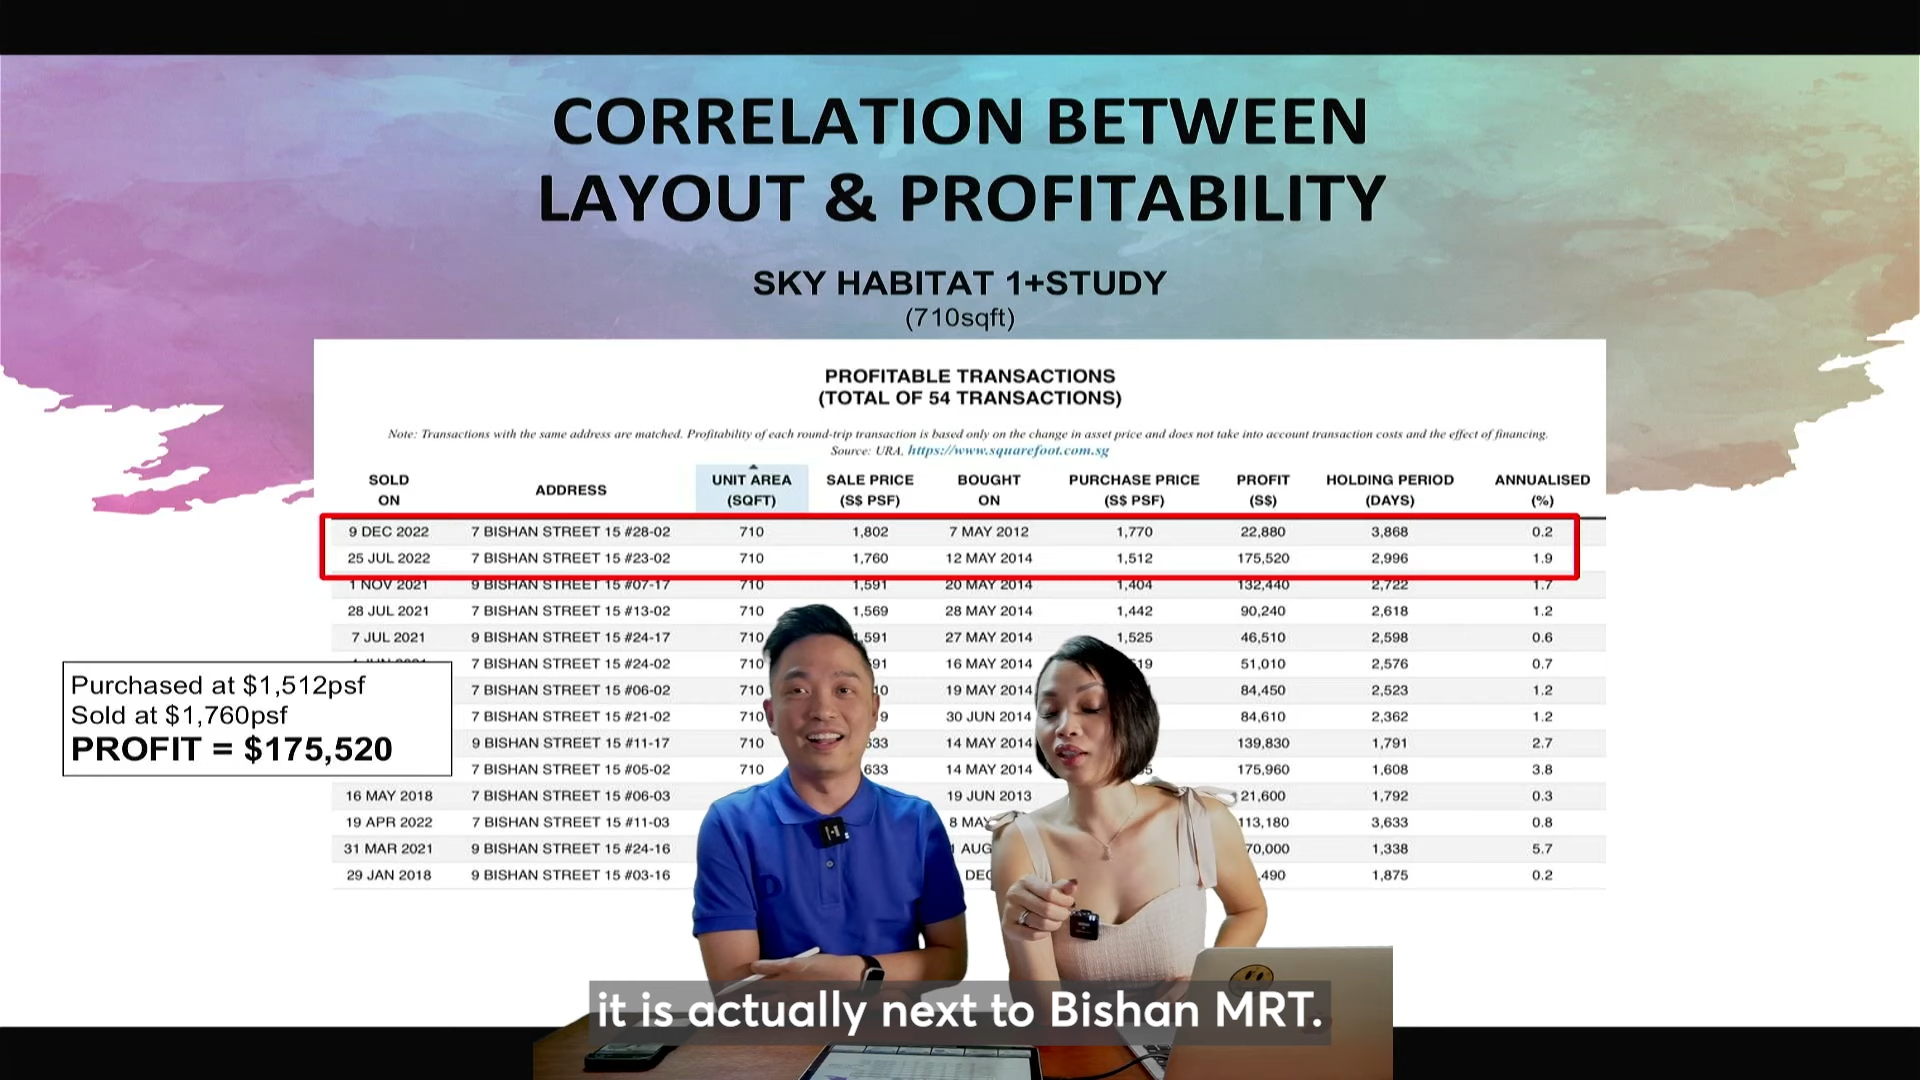 CORRELATION BETWEEN
LAYOUT & PROFITABILITY
SKY HABITAT 1+STUDY
(710sqft)
PROFITABLE TRANSACTIONS
(TOTAL OF 54 TRANSACTIONS)
Note: Transactions with the same address are matched. Profitability of each round-trip transaction is based only on the change in asset price and does not take into account transaction costs and the effect of financing.
Source: URA, https://www.squarefoot.com.sg
SOLD ON ADDRESS UNIT AREA (SQFT) SALE PRICE (S$ PSF) BOUGHT ON PURCHASE PRICE (S$ PSF) PROFIT (S$) HOLDING PERIOD (DAYS) ANNUALISED (%)
9 DEC 2022 7 BISHAN STREET 15 #28-02 710 1,802 7 MAY 2012 1,770 22,880 3,868 0.2
25 JUL 2022 7 BISHAN STREET 15 #23-02 710 1,760 12 MAY 2014 1,512 175,520 2,996 1.9
1 NOV 2021 9 BISHAN STREET 15 #07-17 710 1,591 20 MAY 2014 1,404 132,440 2,722 1.7
28 JUL 2021 7 BISHAN STREET 15 #13-02 710 1,569 28 MAY 2014 1,442 90,240 2,618 1.2
7 JUL 2021 9 BISHAN STREET 15 #24-17 710 ,591 27 MAY 2014 1,525 46,510 2,598 0.6
7 BISHAN STREET 15 #24-02 710 91 16 MAY 2014 19 51,010 2,576 0.7
7 BISHAN STREET 15 #06-02 710 10 19 MAY 2014 84,450 2,523 1.2
7 BISHAN STREET 15 #21-02 710 9 30 JUN 2014 84,610 2,362 1.2
9 BISHAN STREET 15 #11-17 710 633 14 MAY 2014 139,830 1,791 2.7
7 BISHAN STREET 15 #05-02 710 633 14 MAY 2014 5 175,960 1,608 3.8
16 MAY 2018 7 BISHAN STREET 15 #06-03 19 JUN 2013 21,600 1,792 0.3
19 APR 2022 7 BISHAN STREET 15 #11-03 8 MAY 113,180 3,633 0.8
31 MAR 2021 9 BISHAN STREET 15 #24-16 AUG 70,000 1,338 5.7
29 JAN 2018 9 BISHAN STREET 15 #03-16 DEC ,490 1,875 0.2
Purchased at $1,512psf
Sold at $1,760psf
PROFIT = $175,520
it is actually next to Bishan MRT.